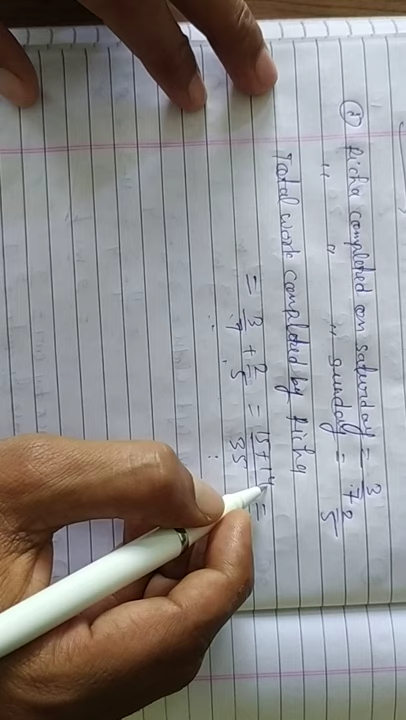 ② Richa completed on saturday = 3/7
" " " sunday = 2/5
Total work completed by Richa
= 3/7 + 2/5 = 15+14/35 =